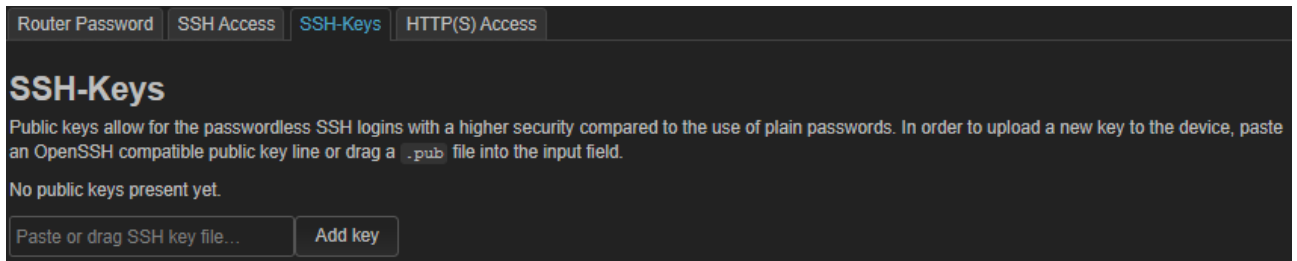 Router Password SSH Access SSH-Keys HTTP(S) Access
SSH-Keys
Public keys allow for the passwordless SSH logins with a higher security compared to the use of plain passwords. In order to upload a new key to the device, paste
an OpenSSH compatible public key line or drag a .pub file into the input field.
No public keys present yet.
Paste or drag SSH key file... Add key